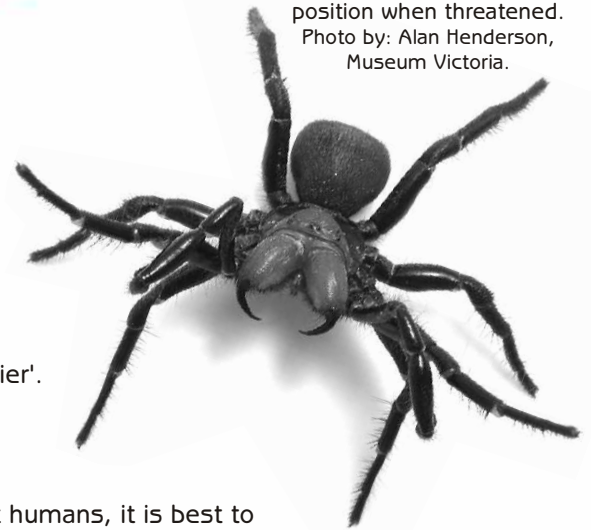 position when threatened.
Photo by: Alan Henderson,
Museum Victoria.
ier'.
humans, it is best to